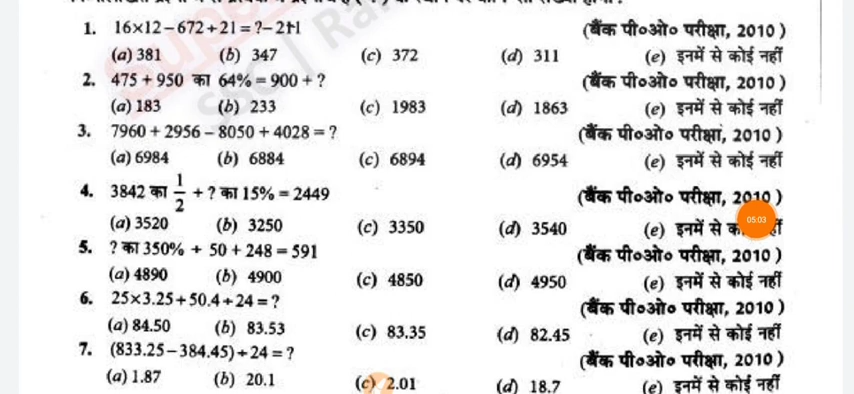 1. 16×12–672+21=?–211 (बैंक पी०ओ० परीक्षा, 2010)
(a) 381 (b) 347 (c) 372 (d) 311 (e) इनमें से कोई नहीं
2. 475 + 950 का 64% = 900 + ? (बैंक पी०ओ० परीक्षा, 2010)
(a) 183 (b) 233 (c) 1983 (d) 1863 (e) इनमें से कोई नहीं
3. 7960 + 2956 – 8050 + 4028 = ? (बैंक पी०ओ० परीक्षा, 2010)
(a) 6984 (b) 6884 (c) 6894 (d) 6954 (e) इनमें से कोई नहीं
4. 3842 का 1/2 + ? का 15% = 2449 (बैंक पी०ओ० परीक्षा, 2010)
(a) 3520 (b) 3250 (c) 3350 (d) 3540 (e) इनमें से
05:03
5. ? का 350% + 50 + 248 = 591 (बैंक पी०ओ० परीक्षा, 2010)
(a) 4890 (b) 4900 (c) 4850 (d) 4950 (e) इनमें से कोई नहीं
6. 25×3.25+50.4+24 = ? (बैंक पी०ओ० परीक्षा, 2010)
(a) 84.50 (b) 83.53 (c) 83.35 (d) 82.45 (e) इनमें से कोई नहीं
7. (833.25–384.45)+24 = ? (बैंक पी०ओ० परीक्षा, 2010)
(a) 1.87 (b) 20.1 (c) 2.01 (d) 18.7 (e) इनमें से कोई नहीं